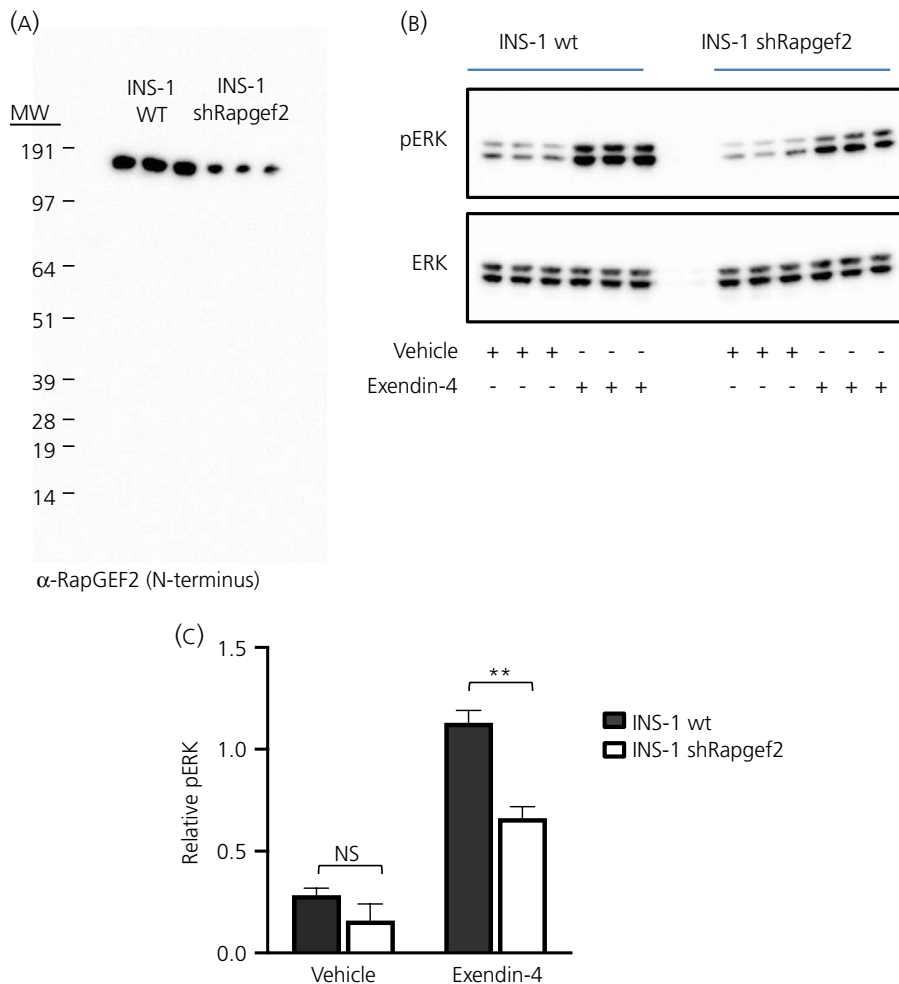 (A)
INS-1 INS-1
WT shRapgef2
MW
191
97
64
51
39
28
19
14
α-RapGEF2 (N-terminus)
(B)
INS-1 wt INS-1 shRapgef2
pERK
ERK
Vehicle + + + - - - + + + - - -
Exendin-4 - - - + + + - - - + + +
(C)
1.5
1.0
0.5
0.0
Relative pERK
NS
**
Vehicle Exendin-4
INS-1 wt
INS-1 shRapgef2